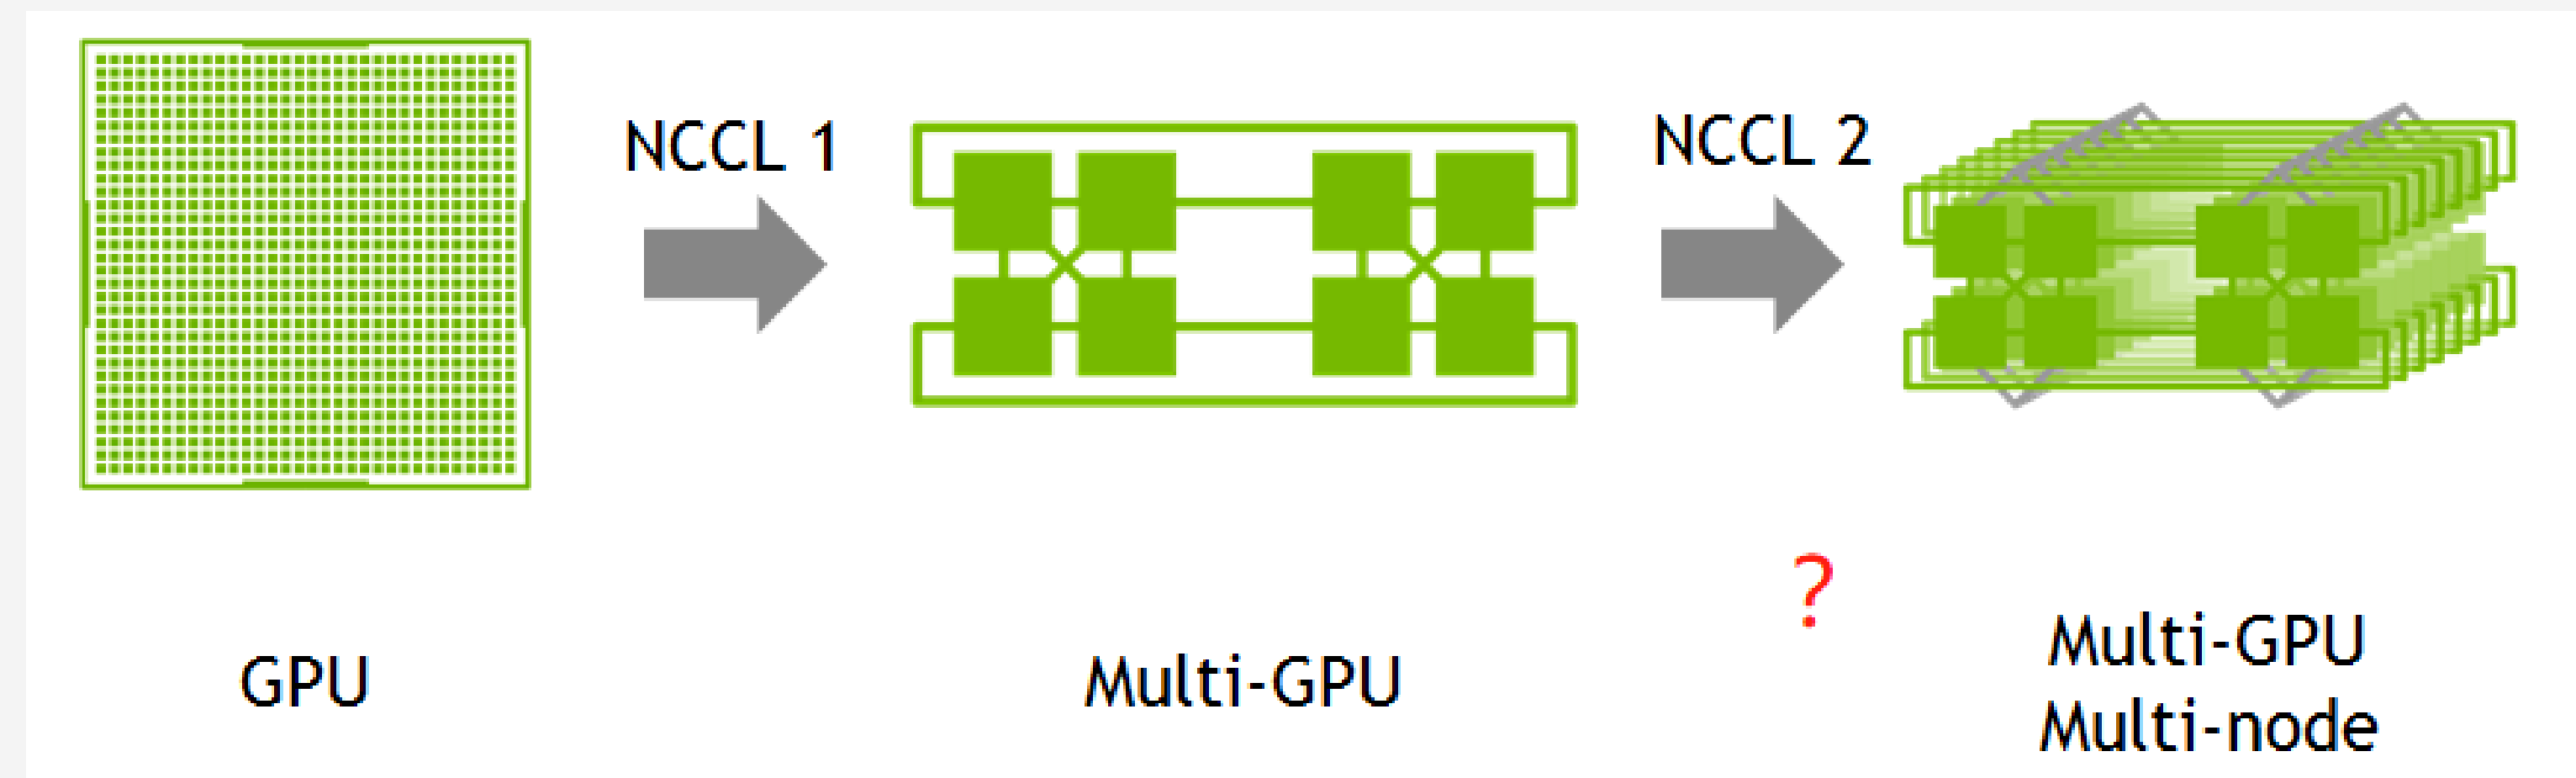 NCCL 1
NCCL 2
?
GPU
Multi-GPU
Multi-GPU
Multi-node